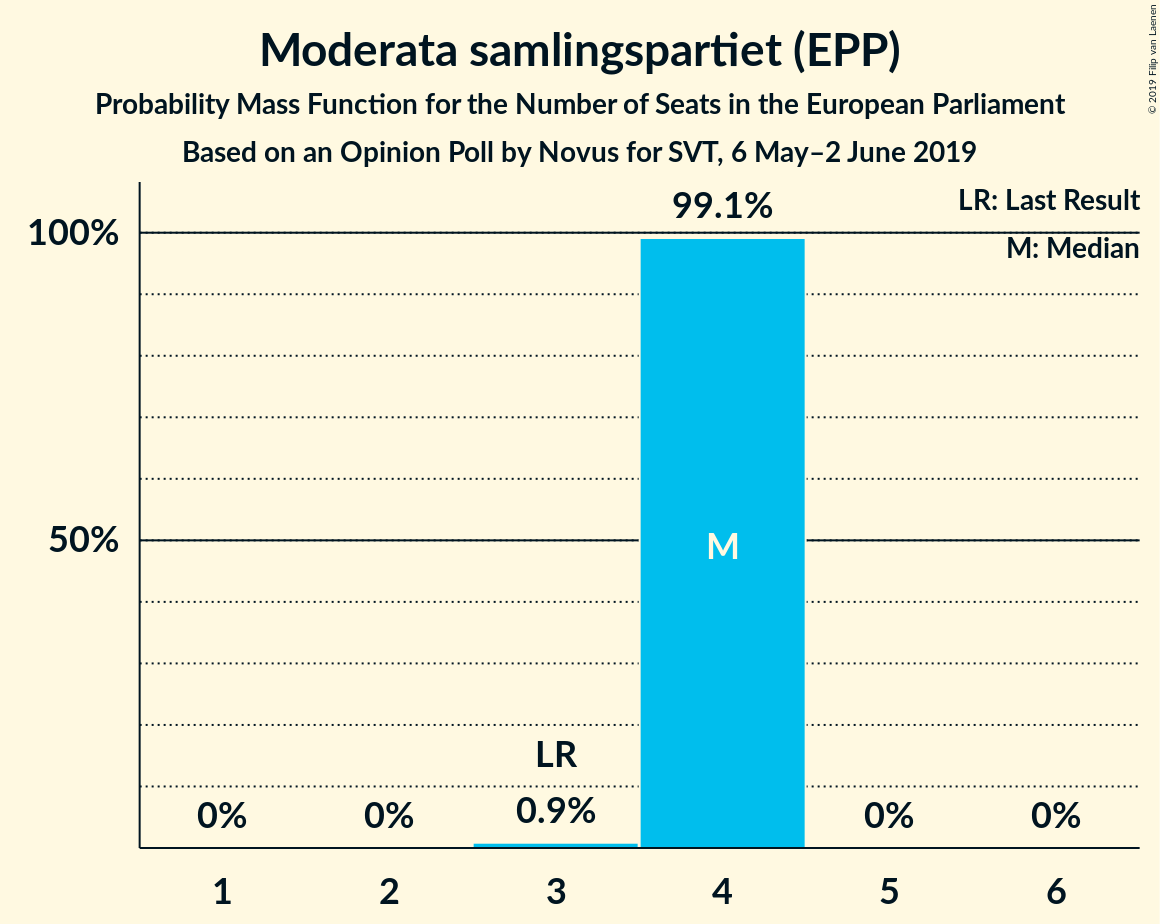 Moderata samlingspartiet (EPP)
Probability Mass Function for the Number of Seats in the European Parliament
Based on an Opinion Poll by Novus for SVT, 6 May–2 June 2019
© 2019 Filip van Laenen
LR: Last Result
M: Median
99.1%
100%
50%
M
LR
0% 0% 0.9% 0% 0%
1 2 3 4 5 6